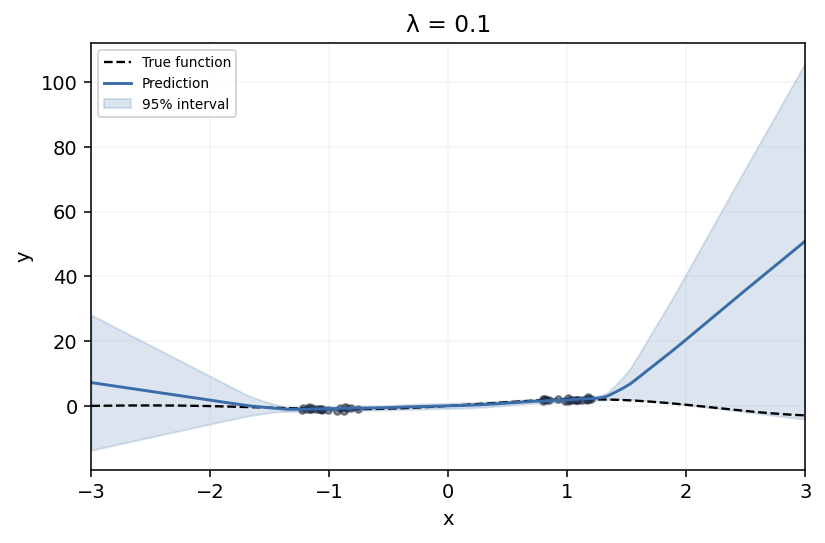 λ = 0.1
True function
Prediction
95% interval
100
80
60
40
20
0
y
−3 −2 −1 0 1 2 3
x